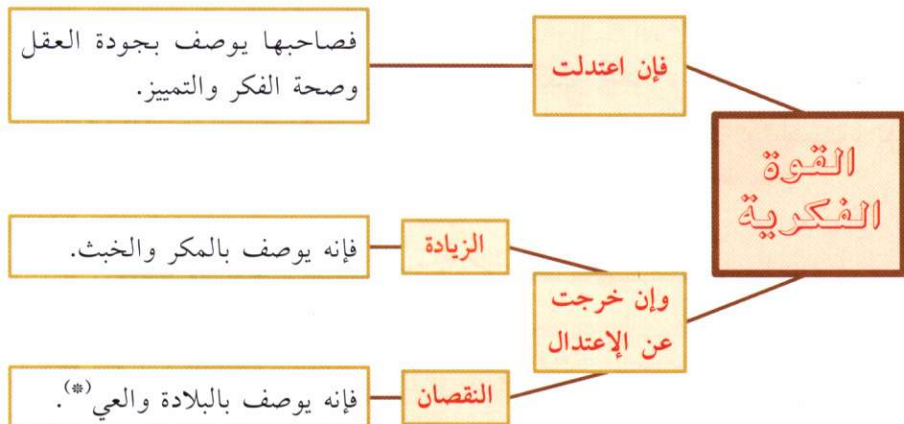 القوة
الفكرية
فإن اعتدلت
فصاحبها يوصف بجودة العقل
وصحة الفكر والتمييز.
وإن خرجت
عن الإعتدال
الزيادة
فإنه يوصف بالمكر والخبث.
النقصان
فإنه يوصف بالبلادة والعي(*).